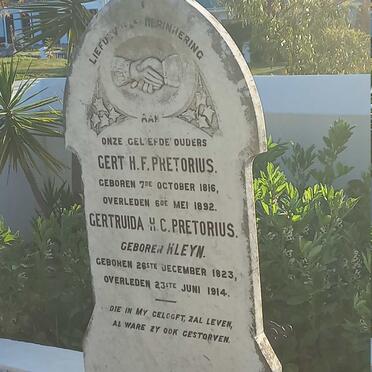 LIEFDEVOLLE HERINNERING
AAN
ONZE GELIEFDE OUDERS
GERT H.F. PRETORIUS.
GEBOREN 7DE OCTOBER 1816,
OVERLEDEN 6DE MEI 1892.
GERTRUIDA H.C. PRETORIUS.
GEBOREN KLEYN.
GEBOREN 26STE DECEMBER 1823,
OVERLEDEN 23STE JUNI 1914.
DIE IN MY GELOOFT, ZAL LEVEN,
AL WARE ZY OOK GESTORVEN.